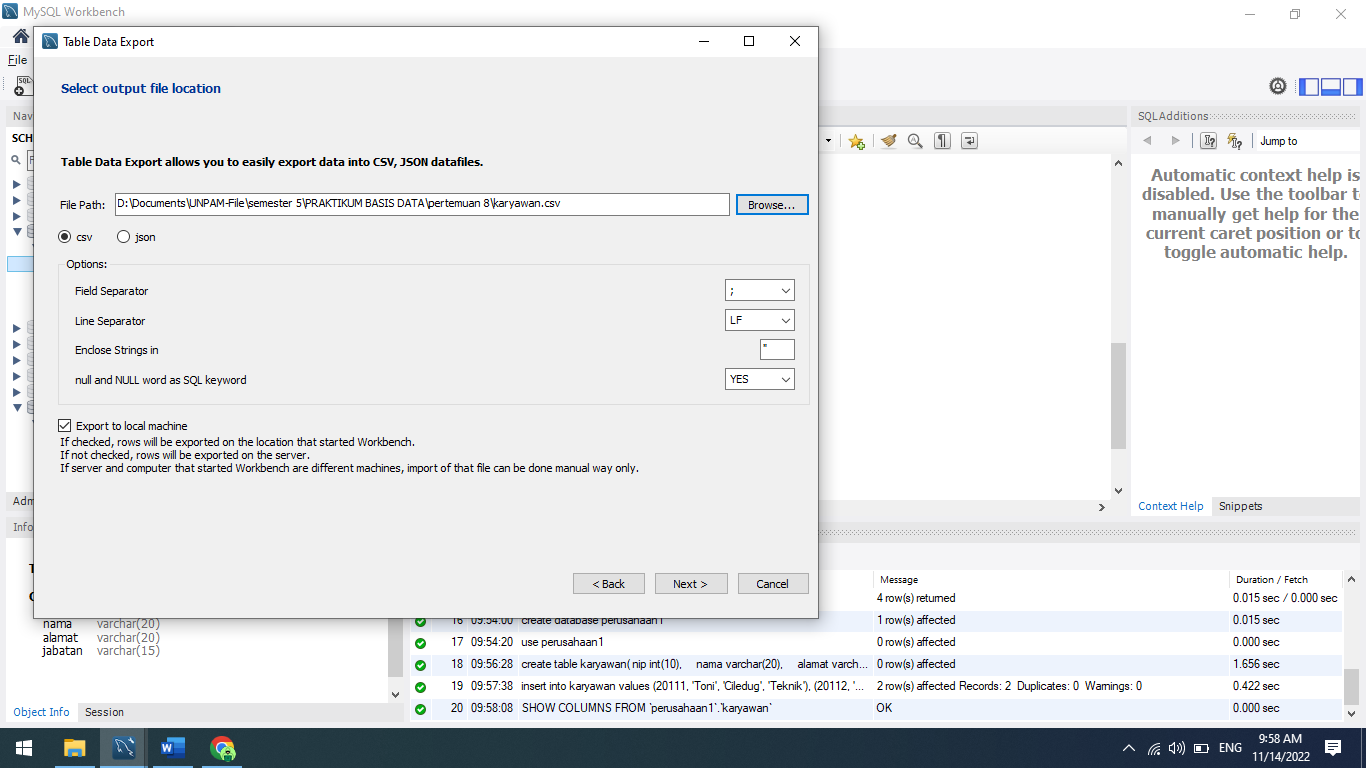 MySQL Workbench
Table Data Export
File
SQL
Select output file location
Nav
SCH
SQLAdditions
Jump to
Automatic context help is
disabled. Use the toolbar t
manually get help for the
current caret position or to
toggle automatic help.
Table Data Export allows you to easily export data into CSV, JSON datafiles.
File Path: D:\Documents\UNPAM-File\semester 5\PRAKTIKUM BASIS DATA\pertemuan 8\karyawan.csv Browse...
csv json
Options:
Field Separator ;
Line Separator LF
Enclose Strings in "
null and NULL word as SQL keyword YES
Export to local machine
If checked, rows will be exported on the location that started Workbench.
If not checked, rows will be exported on the server.
If server and computer that started Workbench are different machines, import of that file can be done manual way only.
Adm
Context Help Snippets
Info
< Back Next > Cancel
Message Duration / Fetch
4 row(s) returned 0.015 sec / 0.000 sec
16 09:54:00 create database perusahaan1 1 row(s) affected 0.015 sec
17 09:54:20 use perusahaan1 0 row(s) affected 0.000 sec
18 09:56:28 create table karyawan( nip int(10), nama varchar(20), alamat varch... 0 row(s) affected 1.656 sec
19 09:57:38 insert into karyawan values (20111, 'Toni', 'Ciledug', 'Teknik'), (20112, '... 2 row(s) affected Records: 2 Duplicates: 0 Warnings: 0 0.422 sec
20 09:58:08 SHOW COLUMNS FROM `perusahaan1`.`karyawan` OK 0.000 sec
nama varchar(20)
alamat varchar(20)
jabatan varchar(15)
Object Info Session
ENG
9:58 AM
11/14/2022